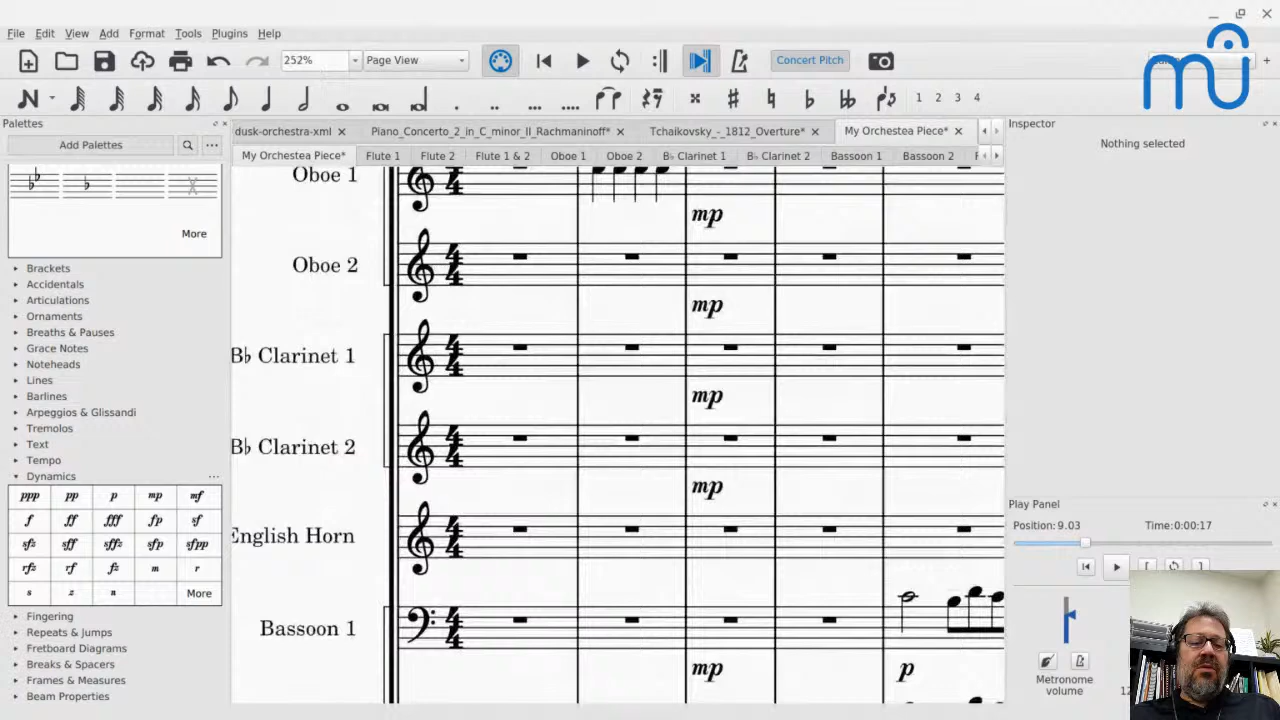 File Edit View Add Format Tools Plugins Help
252% Page View Concert Pitch
1 2 3 4
Palettes
Add Palettes
More
Brackets
Accidentals
Articulations
Ornaments
Breaths & Pauses
Grace Notes
Noteheads
Lines
Barlines
Arpeggios & Glissandi
Tremolos
Text
Tempo
Dynamics
ppp pp p mp mf
f ff fff fp sf
sfz sff sffz sfp sfpp
rfz rf fz m r
s z n More
Fingering
Repeats & Jumps
Fretboard Diagrams
Breaks & Spacers
Frames & Measures
Beam Properties
dusk-orchestra-xml Piano_Concerto_2_in_C_minor_II_Rachmaninoff* Tchaikovsky_-_1812_Overture* My Orchestea Piece*
My Orchestea Piece* Flute 1 Flute 2 Flute 1 & 2 Oboe 1 Oboe 2 B♭ Clarinet 1 B♭ Clarinet 2 Bassoon 1 Bassoon 2
Oboe 1
mp
Oboe 2
mp
B♭ Clarinet 1
mp
B♭ Clarinet 2
mp
English Horn
Bassoon 1
mp p
Inspector
Nothing selected
Play Panel
Position: 9.03 Time:0:00:17
Metronome
volume
mu